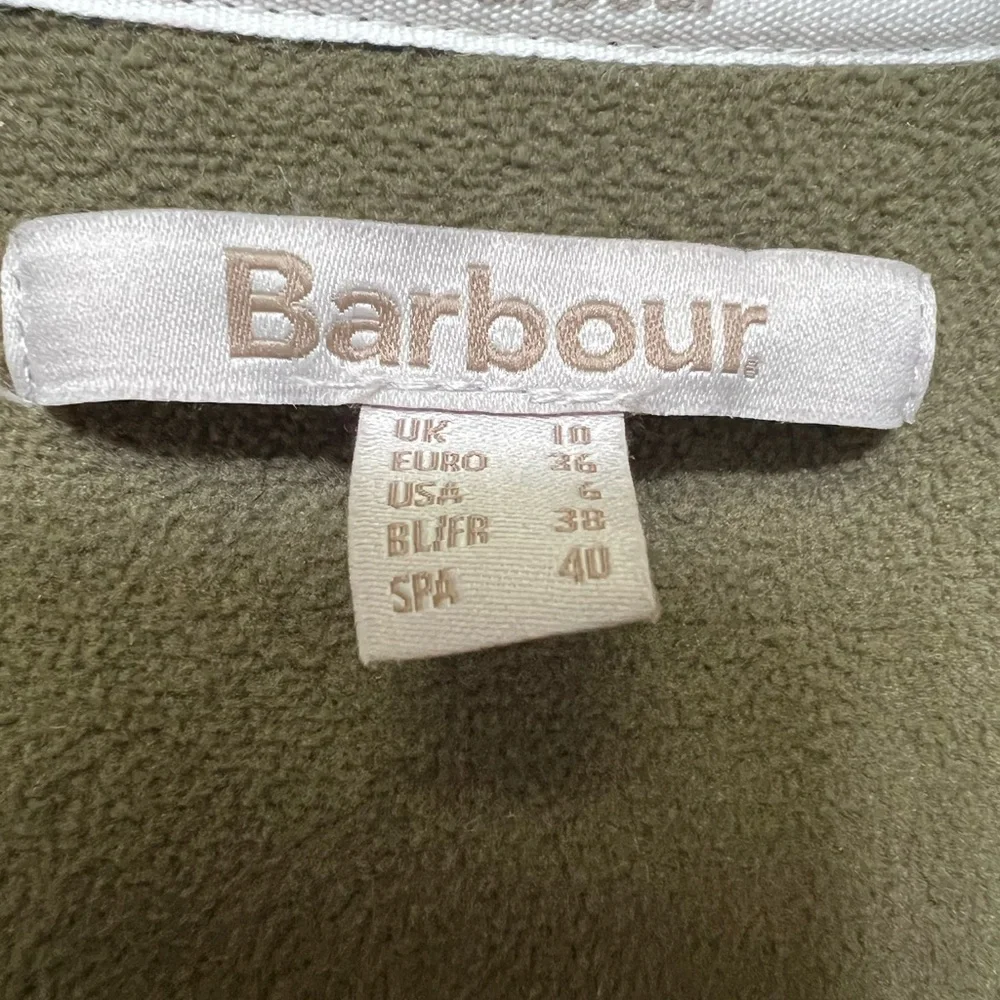 Barbour
UK 10
EURO 36
USA 6
BL/FR 38
SPA 40